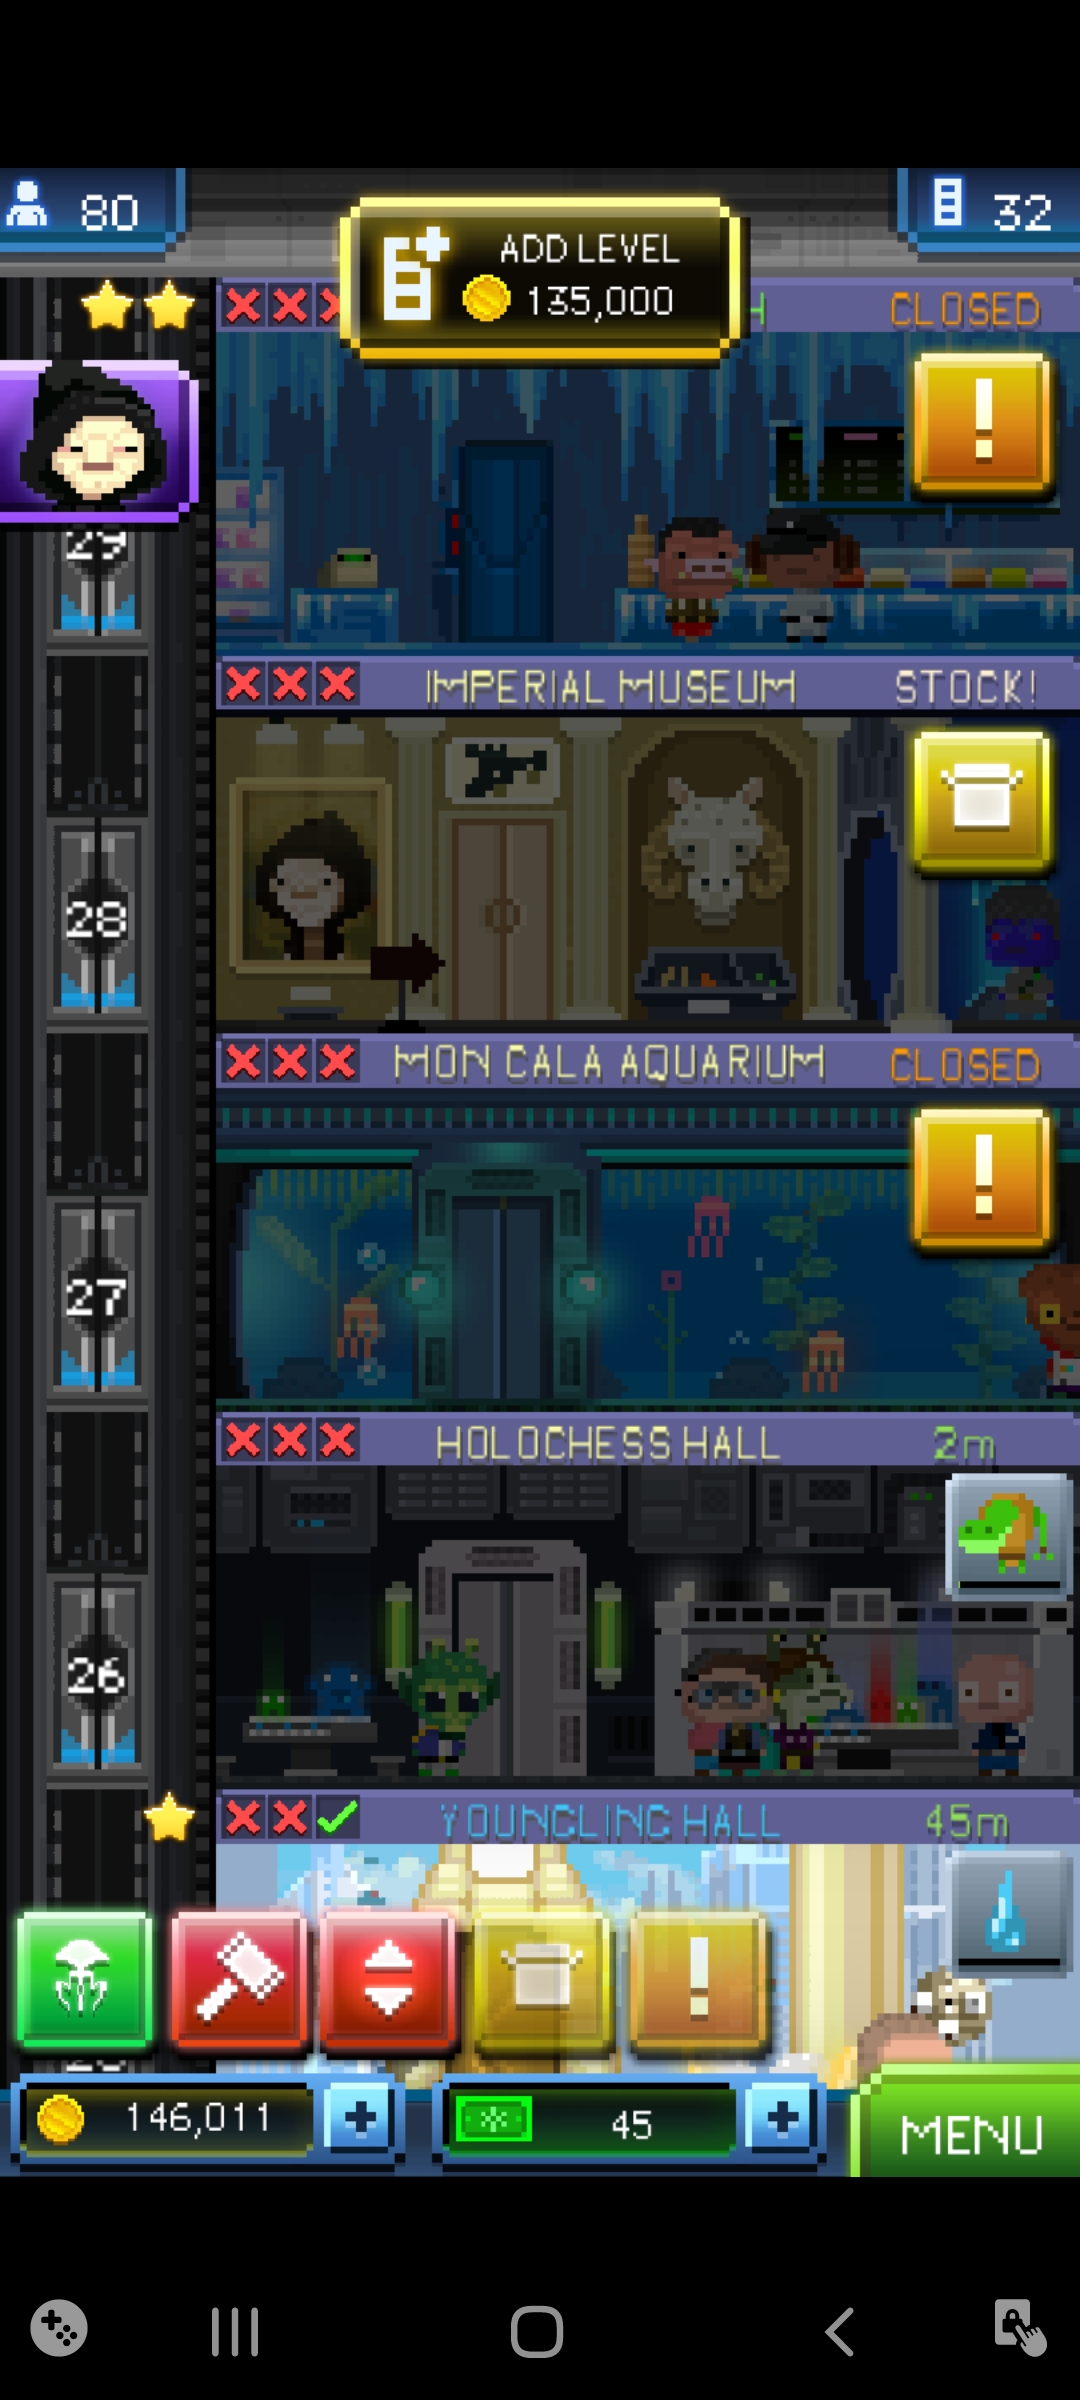 80
ADD LEVEL
135,000
32
CLOSED
29
IMPERIAL MUSEUM
STOCK!
28
MON CALA AQUARIUM
CLOSED
27
HOLOCHESS HALL
2m
26
YOUNGLING HALL
45m
146,011
45
MENU